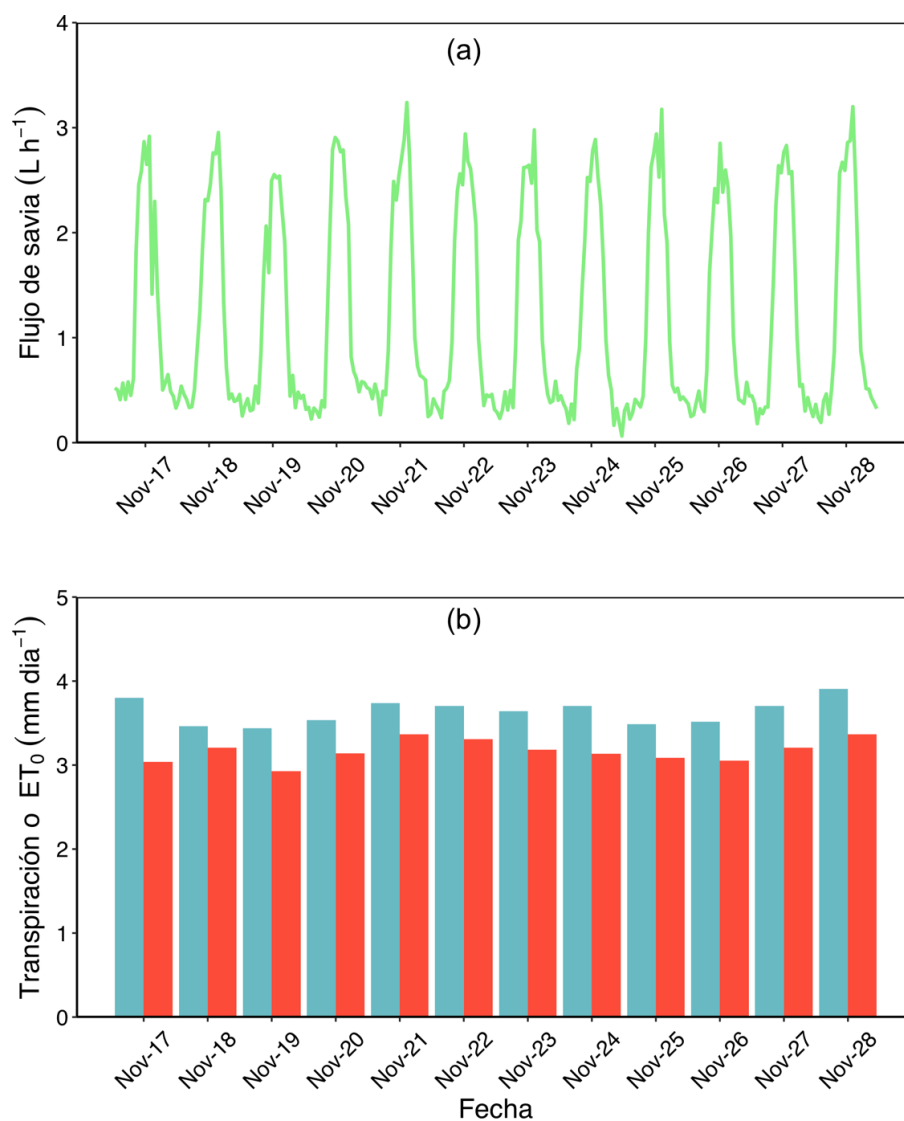 (a)
Flujo de savia (L h⁻¹)
4
3
2
1
0
Nov-17
Nov-18
Nov-19
Nov-20
Nov-21
Nov-22
Nov-23
Nov-24
Nov-25
Nov-26
Nov-27
Nov-28
(b)
Transpiración o ET₀ (mm dia⁻¹)
5
4
3
2
1
0
Nov-17
Nov-18
Nov-19
Nov-20
Nov-21
Nov-22
Nov-23
Nov-24
Nov-25
Nov-26
Nov-27
Nov-28
Fecha